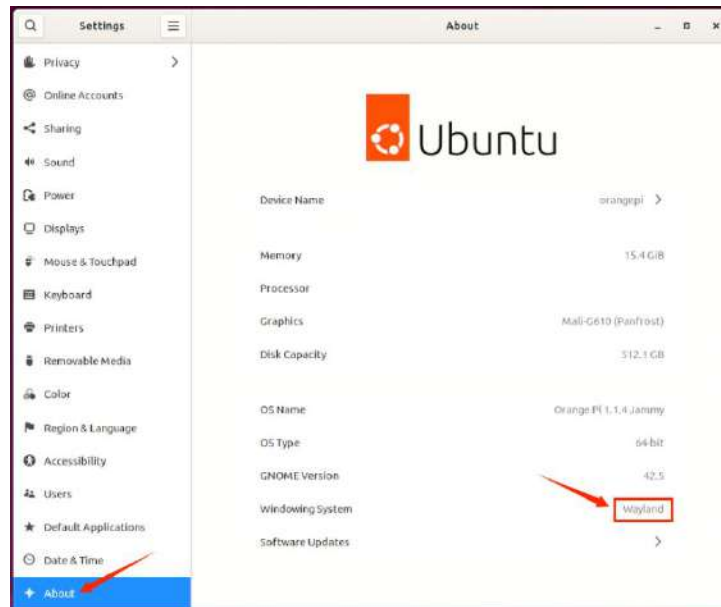 Settings
About
Privacy
Online Accounts
Sharing
Sound
Power
Displays
Mouse & Touchpad
Keyboard
Printers
Removable Media
Color
Region & Language
Accessibility
Users
Default Applications
Date & Time
About
Ubuntu
Device Name orangepi
Memory 15.4 GiB
Processor
Graphics Mali-G610 (Panfrost)
Disk Capacity 512.1 GB
OS Name Orange Pi 1.1.4 Jammy
OS Type 64-bit
GNOME Version 42.5
Windowing System Wayland
Software Updates